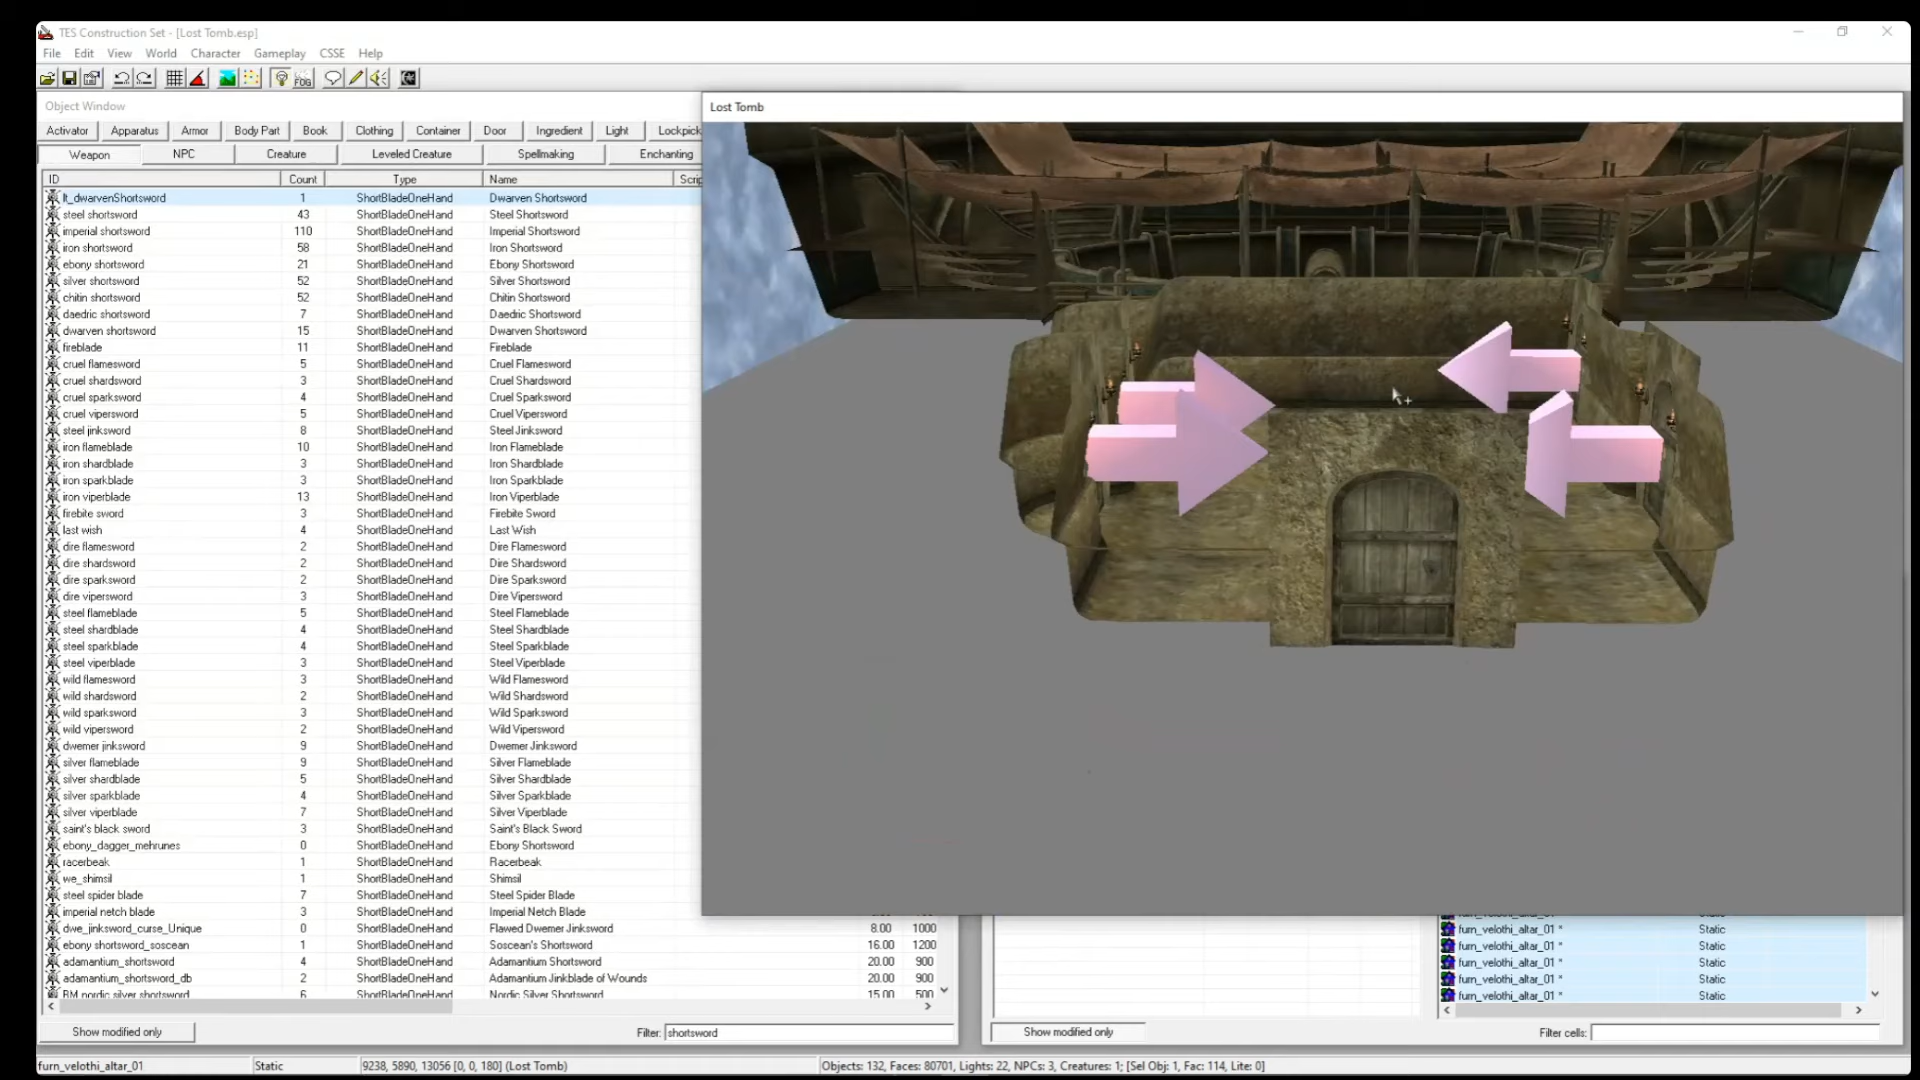 TES Construction Set - [Lost Tomb.esp]
File Edit View World Character Gameplay CSSE Help
FOG
Object Window
Lost Tomb
Activator Apparatus Armor Body Part Book Clothing Container Door Ingredient Light Lockpick
Weapon NPC Creature Leveled Creature Spellmaking Enchanting
ID Count Type Name Scrip
lt_dwarvenShortsword 1 ShortBladeOneHand Dwarven Shortsword
steel shortsword 43 ShortBladeOneHand Steel Shortsword
imperial shortsword 110 ShortBladeOneHand Imperial Shortsword
iron shortsword 58 ShortBladeOneHand Iron Shortsword
ebony shortsword 21 ShortBladeOneHand Ebony Shortsword
silver shortsword 52 ShortBladeOneHand Silver Shortsword
chitin shortsword 52 ShortBladeOneHand Chitin Shortsword
daedric shortsword 7 ShortBladeOneHand Daedric Shortsword
dwarven shortsword 15 ShortBladeOneHand Dwarven Shortsword
fireblade 11 ShortBladeOneHand Fireblade
cruel flamesword 5 ShortBladeOneHand Cruel Flamesword
cruel shardsword 3 ShortBladeOneHand Cruel Shardsword
cruel sparksword 4 ShortBladeOneHand Cruel Sparksword
cruel vipersword 5 ShortBladeOneHand Cruel Vipersword
steel jinksword 8 ShortBladeOneHand Steel Jinksword
iron flameblade 10 ShortBladeOneHand Iron Flameblade
iron shardblade 3 ShortBladeOneHand Iron Shardblade
iron sparkblade 3 ShortBladeOneHand Iron Sparkblade
iron viperblade 13 ShortBladeOneHand Iron Viperblade
firebite sword 3 ShortBladeOneHand Firebite Sword
last wish 4 ShortBladeOneHand Last Wish
dire flamesword 2 ShortBladeOneHand Dire Flamesword
dire shardsword 2 ShortBladeOneHand Dire Shardsword
dire sparksword 2 ShortBladeOneHand Dire Sparksword
dire vipersword 3 ShortBladeOneHand Dire Vipersword
steel flameblade 5 ShortBladeOneHand Steel Flameblade
steel shardblade 4 ShortBladeOneHand Steel Shardblade
steel sparkblade 4 ShortBladeOneHand Steel Sparkblade
steel viperblade 3 ShortBladeOneHand Steel Viperblade
wild flamesword 3 ShortBladeOneHand Wild Flamesword
wild shardsword 2 ShortBladeOneHand Wild Shardsword
wild sparksword 3 ShortBladeOneHand Wild Sparksword
wild vipersword 2 ShortBladeOneHand Wild Vipersword
dwemer jinksword 9 ShortBladeOneHand Dwemer Jinksword
silver flameblade 9 ShortBladeOneHand Silver Flameblade
silver shardblade 5 ShortBladeOneHand Silver Shardblade
silver sparkblade 4 ShortBladeOneHand Silver Sparkblade
silver viperblade 7 ShortBladeOneHand Silver Viperblade
saint's black sword 3 ShortBladeOneHand Saint's Black Sword
ebony_dagger_mehrunes 0 ShortBladeOneHand Ebony Shortsword
racerbeak 1 ShortBladeOneHand Racerbeak
we_shimsil 1 ShortBladeOneHand Shimsil
steel spider blade 7 ShortBladeOneHand Steel Spider Blade
imperial netch blade 3 ShortBladeOneHand Imperial Netch Blade
dwe_jinksword_curse_Unique 0 ShortBladeOneHand Flawed Dwemer Jinksword 8.00 1000
ebony shortsword_soscean 1 ShortBladeOneHand Soscean's Shortsword 16.00 1200
adamantium_shortsword 4 ShortBladeOneHand Adamantium Shortsword 20.00 900
adamantium_shortsword_db 2 ShortBladeOneHand Adamantium Jinkblade of Wounds 20.00 900
BM nordic silver shortsword 6 ShortBladeOneHand Nordic Silver Shortsword 15.00 500
furn_velothi_altar_01 * Static
furn_velothi_altar_01 * Static
furn_velothi_altar_01 * Static
furn_velothi_altar_01 * Static
furn_velothi_altar_01 * Static
furn_velothi_altar_01 * Static
Show modified only Filter: shortsword Show modified only Filter cells:
furn_velothi_altar_01 Static 9238, 5890, 13056 [0, 0, 180] (Lost Tomb) Objects: 132, Faces: 80701, Lights: 22, NPCs: 3, Creatures: 1; [Sel Obj: 1, Fac: 114, Lite: 0]